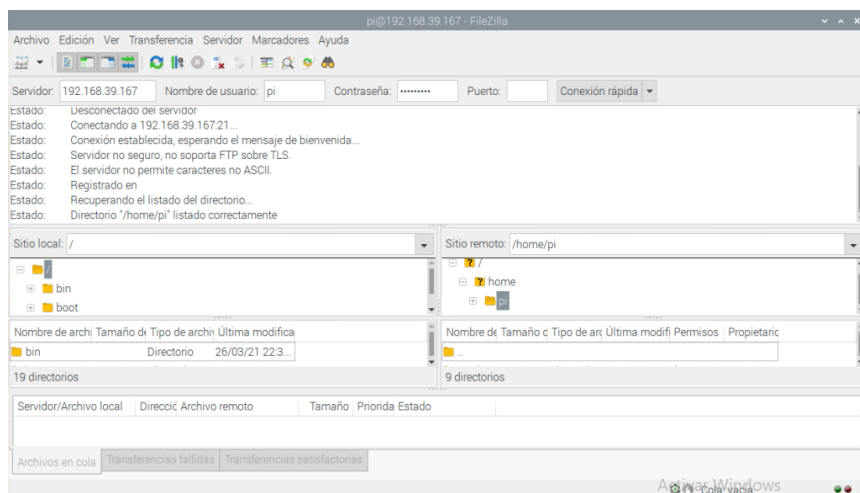 pi@192.168.39.167 - FileZilla
Archivo Edición Ver Transferencia Servidor Marcadores Ayuda
Servidor: 192.168.39.167 Nombre de usuario: pi Contraseña: ••••••••• Puerto: Conexión rápida
Estado: Desconectado del servidor
Estado: Conectando a 192.168.39.167:21...
Estado: Conexión establecida, esperando el mensaje de bienvenida...
Estado: Servidor no seguro, no soporta FTP sobre TLS.
Estado: El servidor no permite caracteres no ASCII.
Estado: Registrado en
Estado: Recuperando el listado del directorio...
Estado: Directorio "/home/pi" listado correctamente
Sitio local: / Sitio remoto: /home/pi
/
bin
boot
/
home
pi
Nombre de archi Tamaño de Tipo de archiv Última modifica
bin Directorio 26/03/21 22:3...
19 directorios
Nombre de Tamaño d Tipo de arc Última modifi Permisos Propietaric
..
9 directorios
Servidor/Archivo local Direccić Archivo remoto Tamaño Priorida Estado
Archivos en cola Transferencias fallidas Transferencias satisfactorias
Activar Windows
Cola: vacía